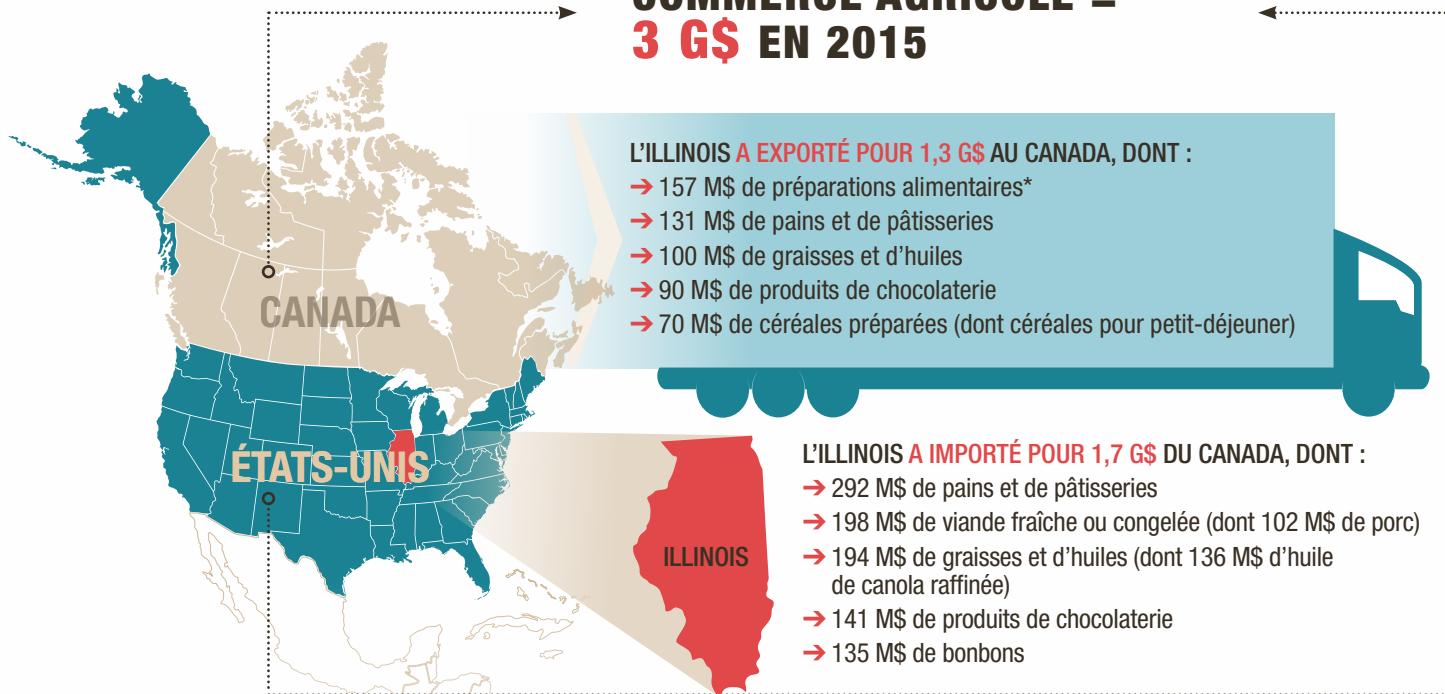 COMMERCE AGRICOLE =
3 G$ EN 2015
L'ILLINOIS A EXPORTÉ POUR 1,3 G$ AU CANADA, DONT :
➔ 157 M$ de préparations alimentaires*
➔ 131 M$ de pains et de pâtisseries
➔ 100 M$ de graisses et d'huiles
➔ 90 M$ de produits de chocolaterie
➔ 70 M$ de céréales préparées (dont céréales pour petit-déjeuner)
CANADA
ÉTATS-UNIS
ILLINOIS
L'ILLINOIS A IMPORTÉ POUR 1,7 G$ DU CANADA, DONT :
➔ 292 M$ de pains et de pâtisseries
➔ 198 M$ de viande fraîche ou congelée (dont 102 M$ de porc)
➔ 194 M$ de graisses et d'huiles (dont 136 M$ d'huile
de canola raffinée)
➔ 141 M$ de produits de chocolaterie
➔ 135 M$ de bonbons